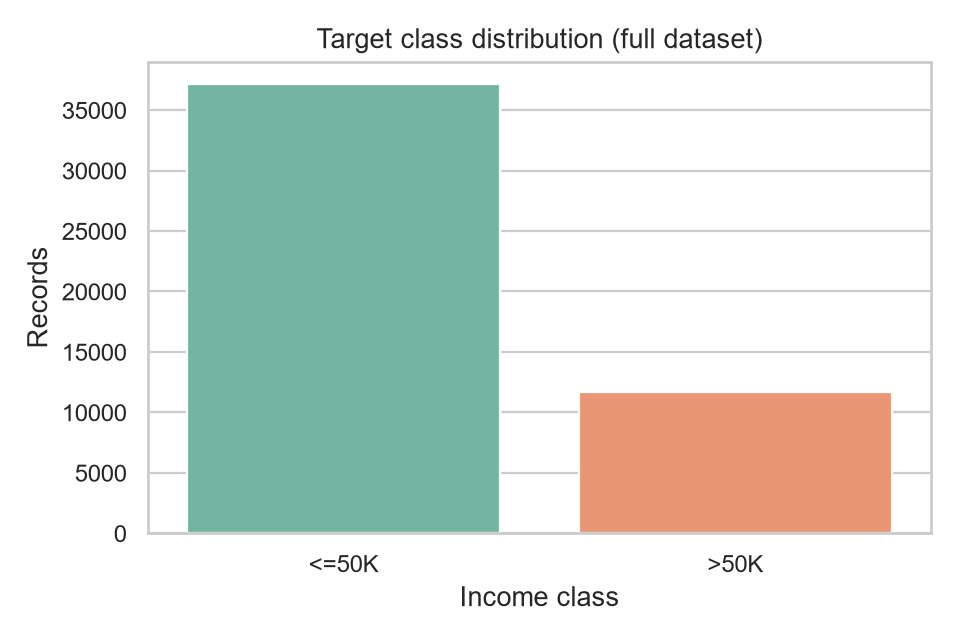 Target class distribution (full dataset)
35000
30000
25000
20000
15000
10000
5000
0
Records
<=50K
>50K
Income class